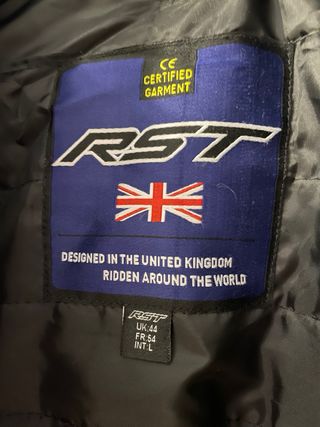 CE
CERTIFIED
GARMENT
RST
DESIGNED IN THE UNITED KINGDOM
RIDDEN AROUND THE WORLD
RST
UK:44
FR:54
INT:L